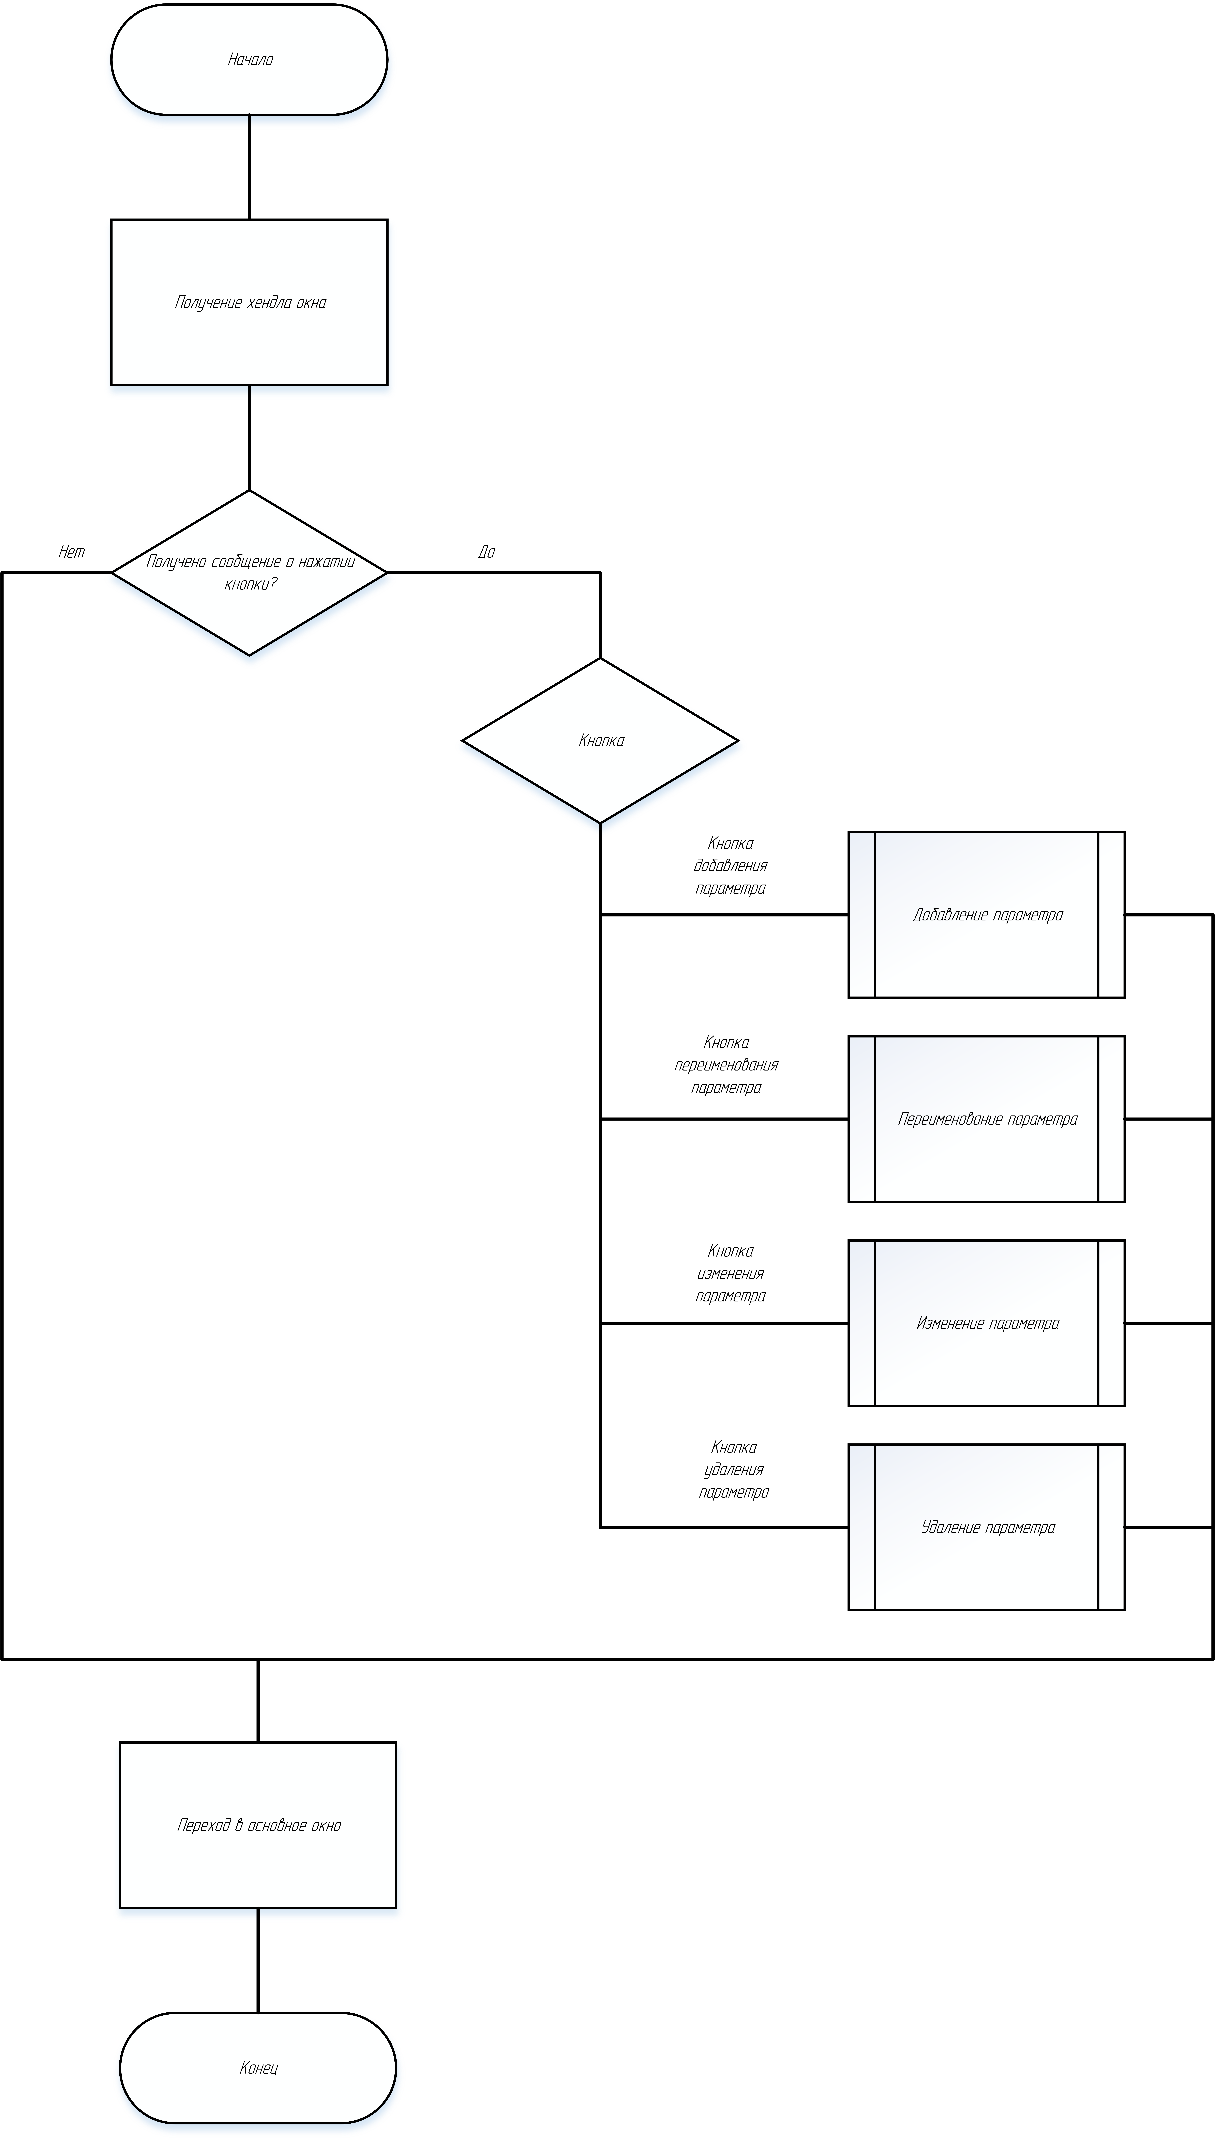 Начало
Получение хендла окна
Получено сообщение о нажатии
кнопки?
Нет
Да
Кнопка
Кнопка
добавления
параметра
Добавление параметра
Кнопка
переименования
параметра
Переименование параметра
Кнопка
изменения
параметра
Изменение параметра
Кнопка
удаления
параметра
Удаление параметра
Переход в основное окно
Конец